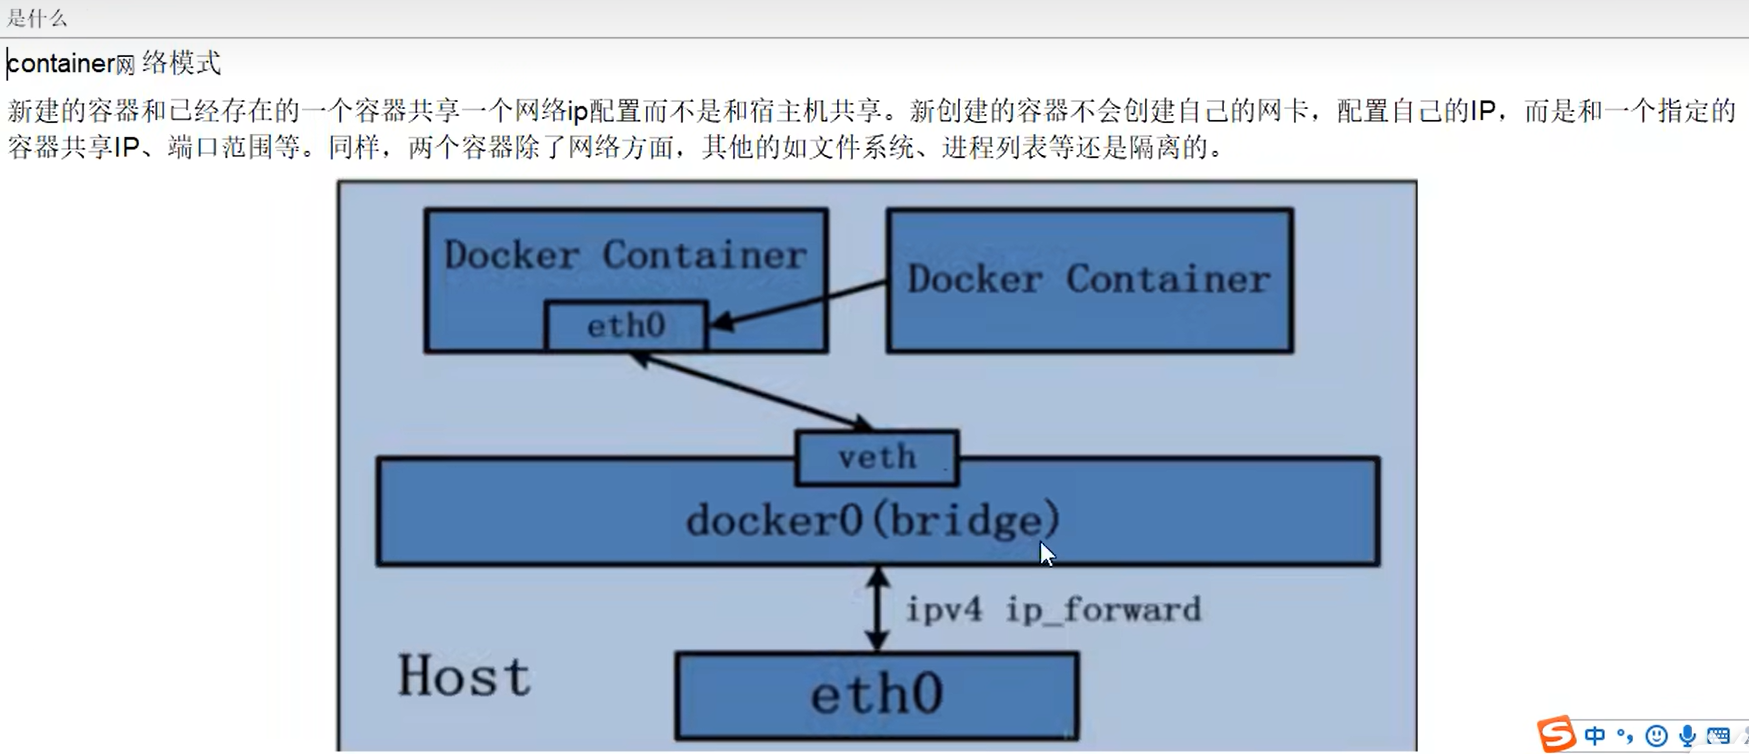 是什么
container网络模式
新建的容器和已经存在的一个容器共享一个网络ip配置而不是和宿主机共享。新创建的容器不会创建自己的网卡，配置自己的IP，而是和一个指定的
容器共享IP、端口范围等。同样，两个容器除了网络方面，其他的如文件系统、进程列表等还是隔离的。
Docker Container
Docker Container
eth0
veth
docker0(bridge)
ipv4 ip_forward
Host
eth0
中